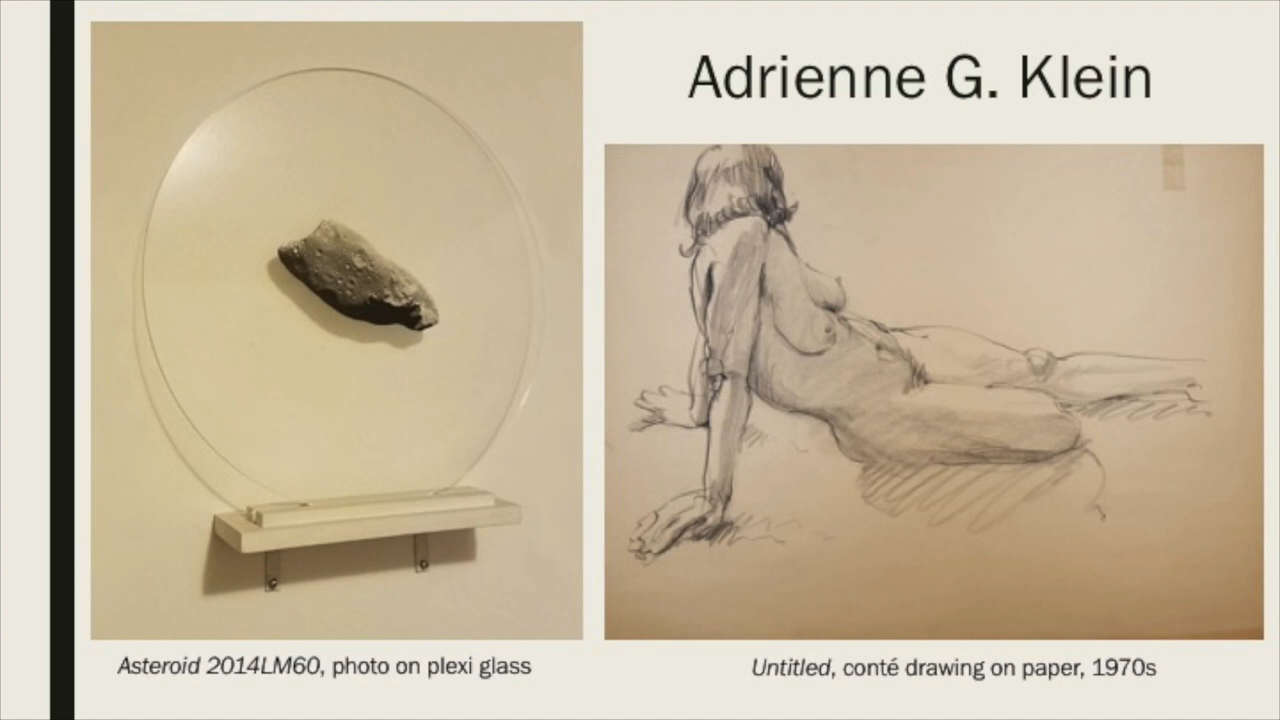 Adrienne G. Klein
Asteroid 2014LM60, photo on plexi glass
Untitled, conté drawing on paper, 1970s